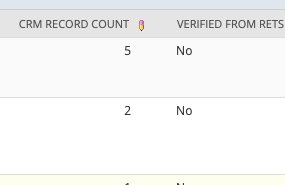 CRM RECORD COUNT VERIFIED FROM RETS
5 No
2 No